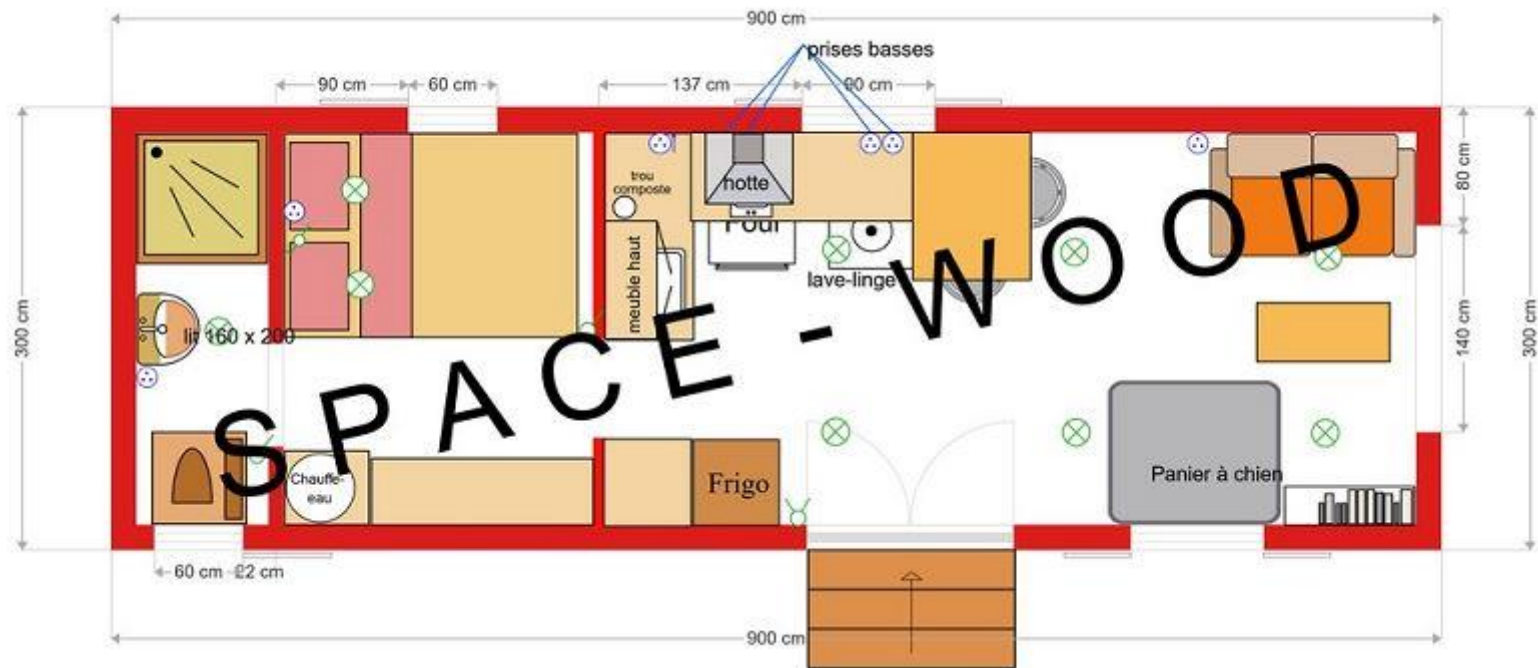 900 cm
prises basses
90 cm
60 cm
137 cm
90 cm
trou
composte
hotte
Four
80 cm
meuble haut
lave-linge
lit 160 x 200
300 cm
140 cm
300 cm
SPACE-WOOD
Chauffe-
eau
Frigo
Panier à chien
60 cm
22 cm
900 cm